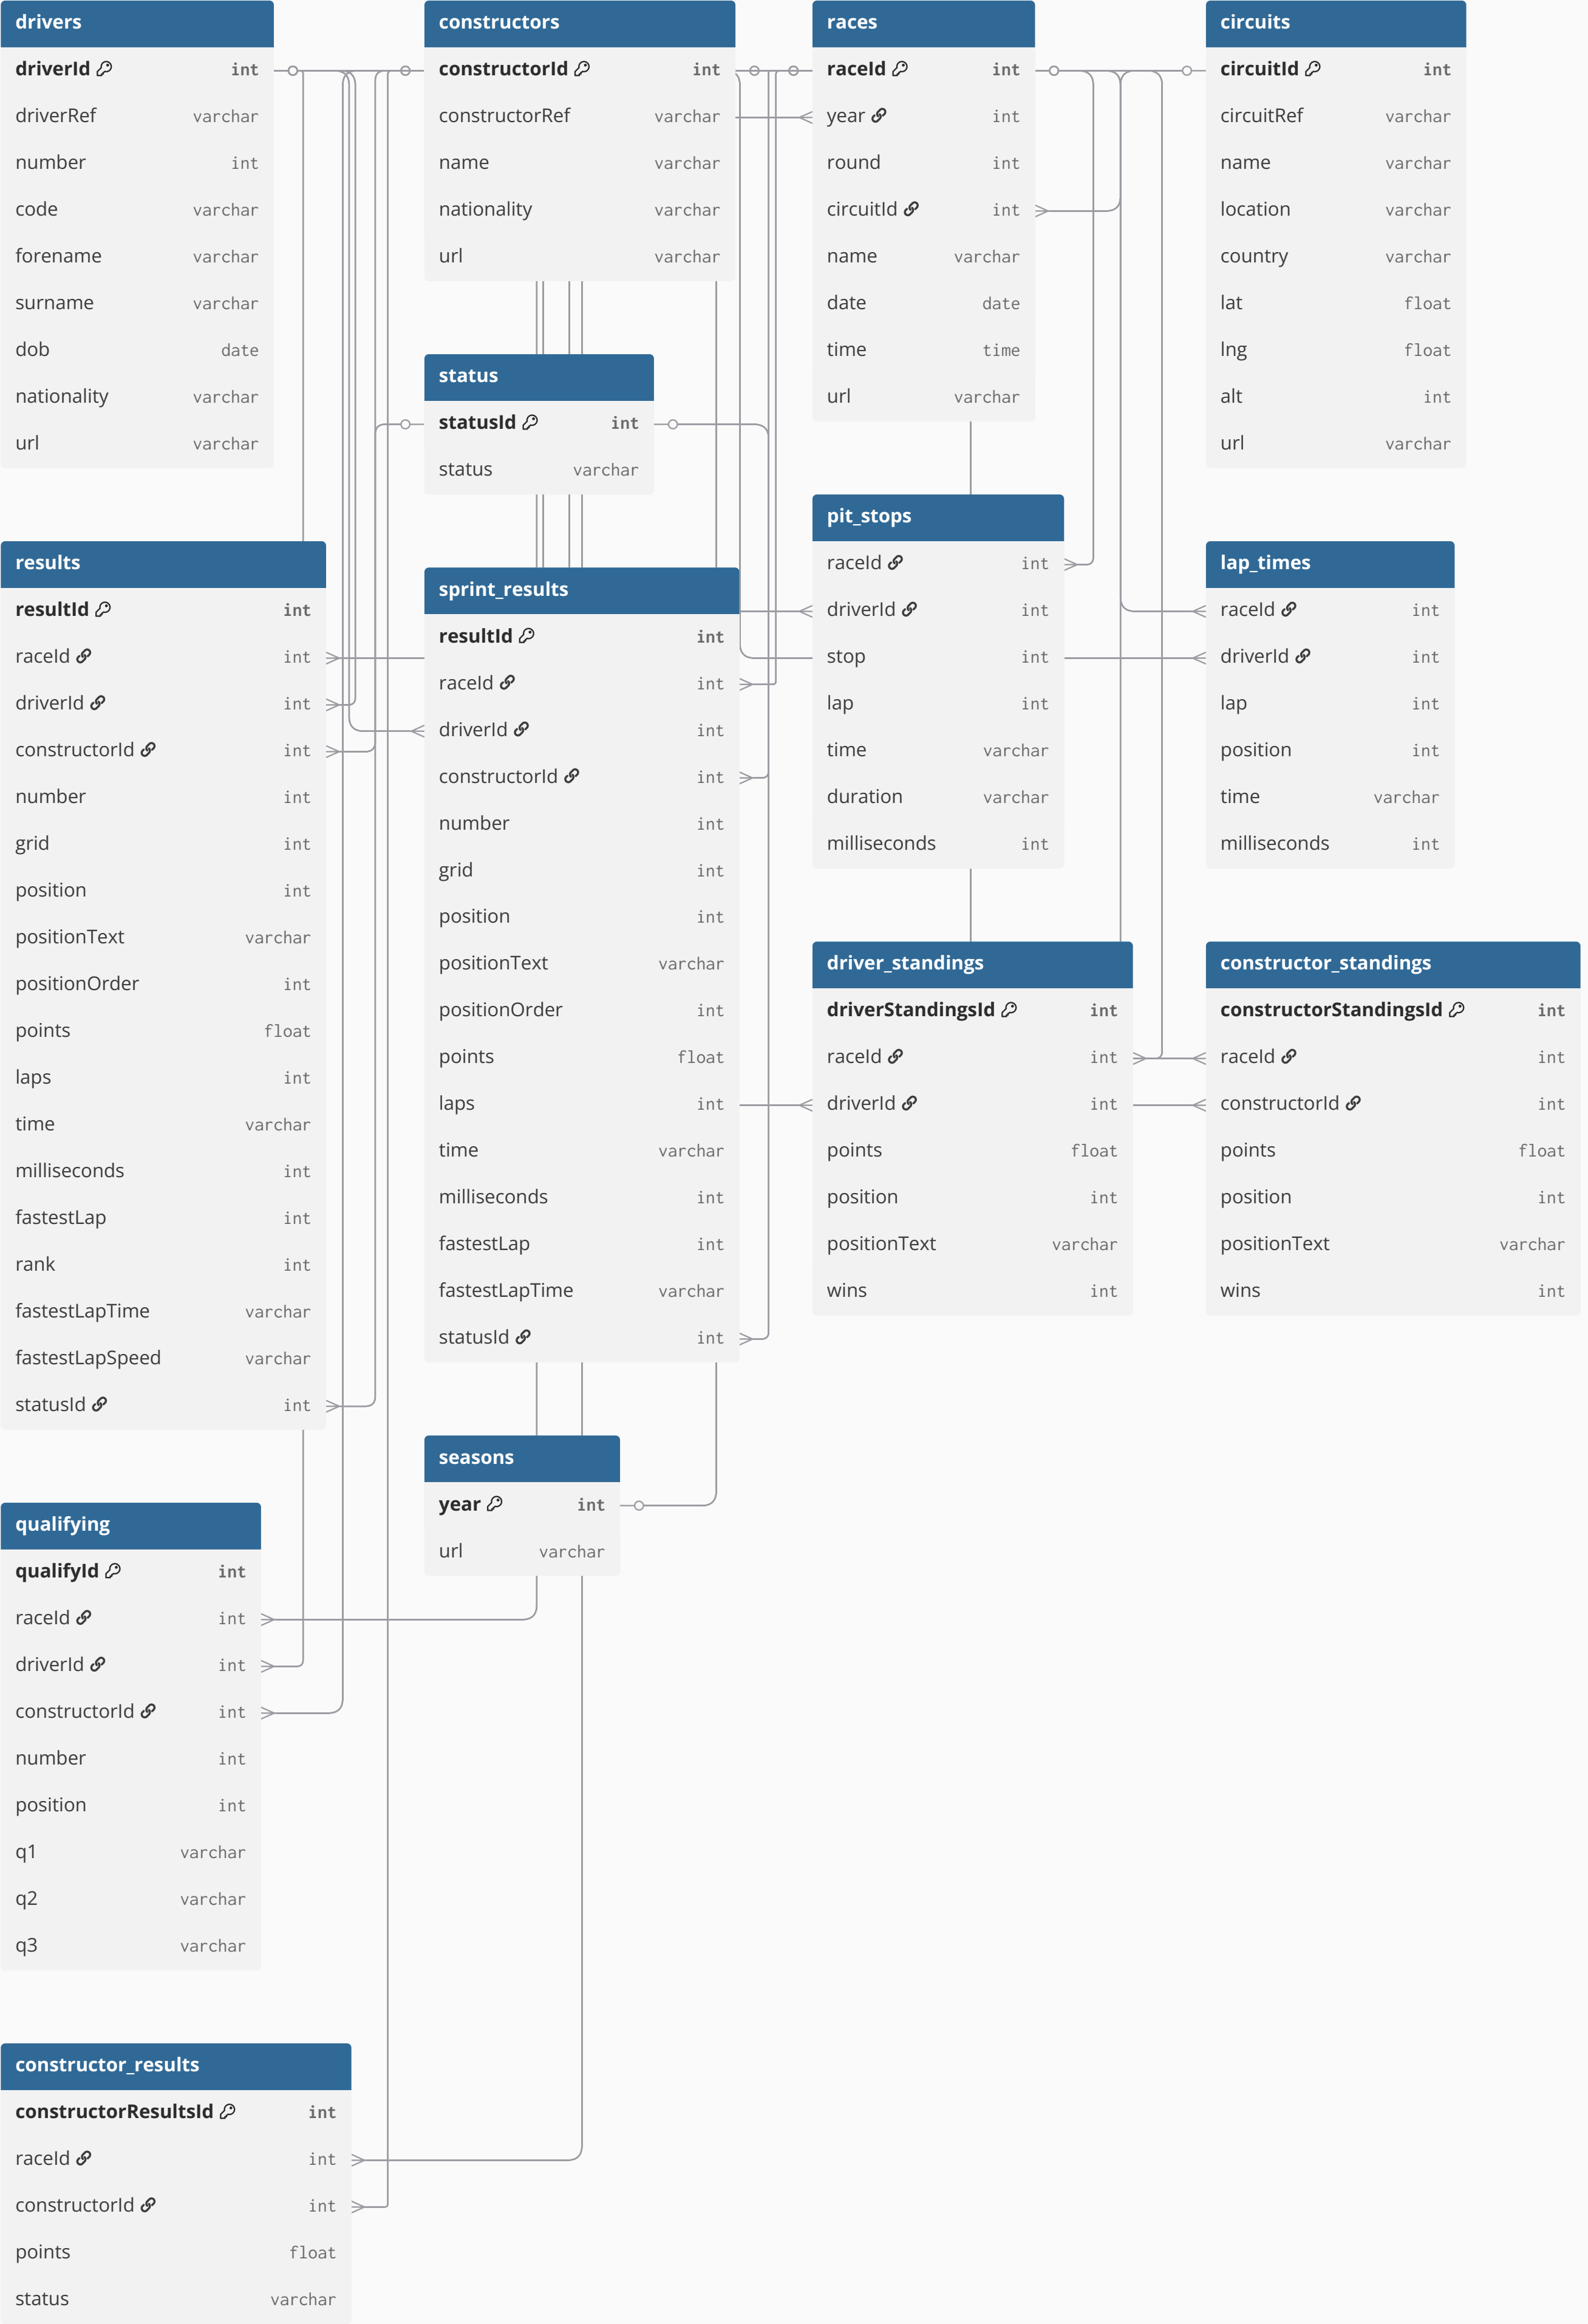 drivers
driverId int
driverRef varchar
number int
code varchar
forename varchar
surname varchar
dob date
nationality varchar
url varchar
constructors
constructorId int
constructorRef varchar
name varchar
nationality varchar
url varchar
races
raceId int
year int
round int
circuitId int
name varchar
date date
time time
url varchar
circuits
circuitId int
circuitRef varchar
name varchar
location varchar
country varchar
lat float
lng float
alt int
url varchar
status
statusId int
status varchar
results
resultId int
raceId int
driverId int
constructorId int
number int
grid int
position int
positionText varchar
positionOrder int
points float
laps int
time varchar
milliseconds int
fastestLap int
rank int
fastestLapTime varchar
fastestLapSpeed varchar
statusId int
sprint_results
resultId int
raceId int
driverId int
constructorId int
number int
grid int
position int
positionText varchar
positionOrder int
points float
laps int
time varchar
milliseconds int
fastestLap int
fastestLapTime varchar
statusId int
pit_stops
raceId int
driverId int
stop int
lap int
time varchar
duration varchar
milliseconds int
lap_times
raceId int
driverId int
lap int
position int
time varchar
milliseconds int
driver_standings
driverStandingsId int
raceId int
driverId int
points float
position int
positionText varchar
wins int
constructor_standings
constructorStandingsId int
raceId int
constructorId int
points float
position int
positionText varchar
wins int
seasons
year int
url varchar
qualifying
qualifyId int
raceId int
driverId int
constructorId int
number int
position int
q1 varchar
q2 varchar
q3 varchar
constructor_results
constructorResultsId int
raceId int
constructorId int
points float
status varchar